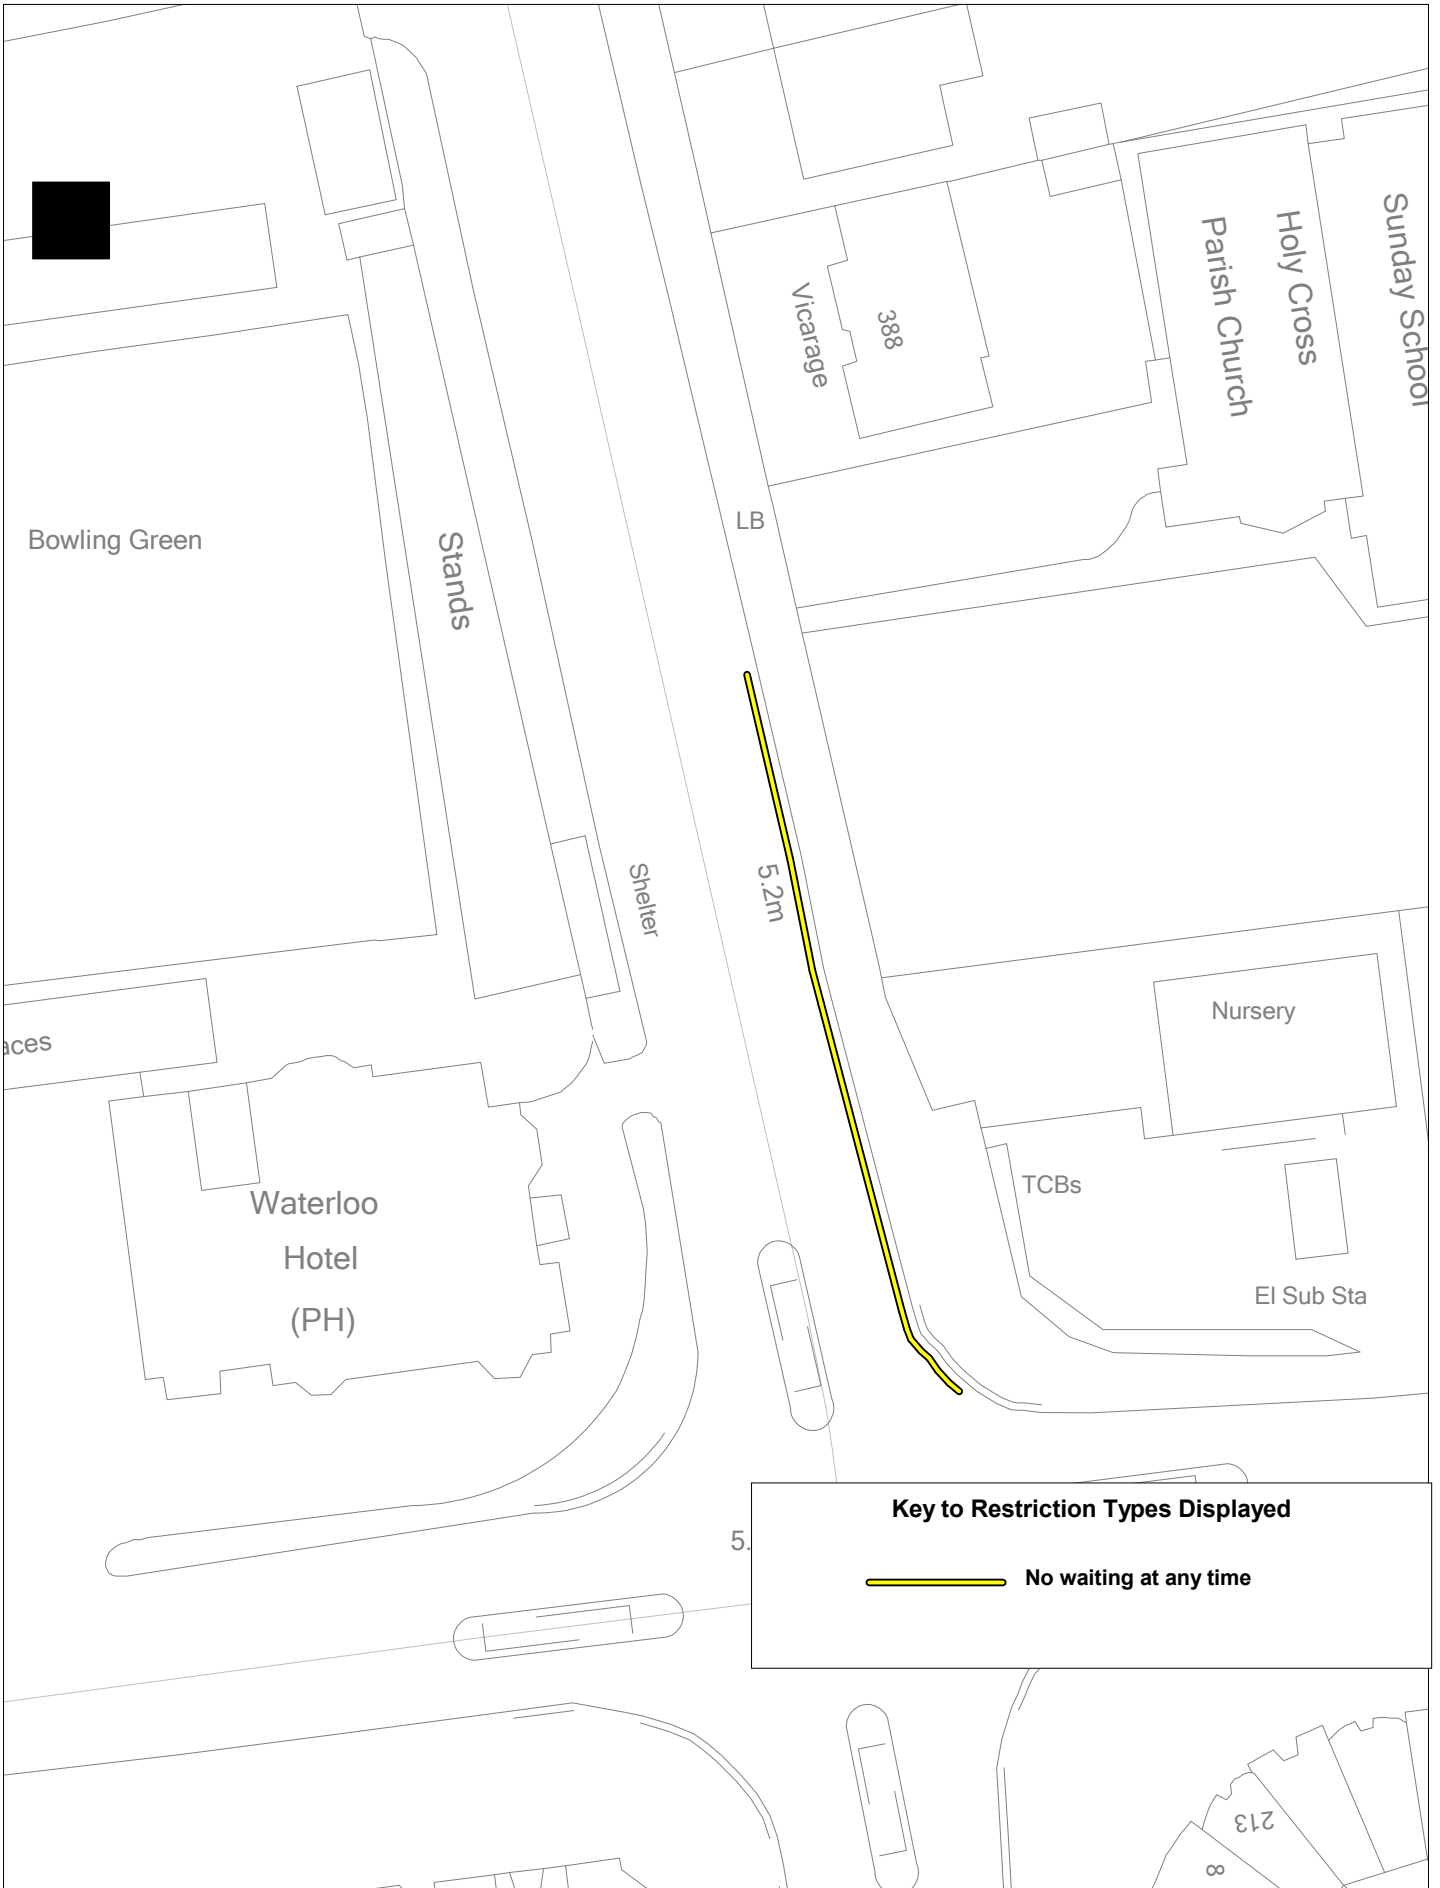 Sunday School
Holy Cross
Parish Church
Vicarage
388
LB
Bowling Green
Stands
Shelter
5.2m
Nursery
aces
TCBs
Waterloo
Hotel
(PH)
El Sub Sta
5.
Key to Restriction Types Displayed
No waiting at any time
213
8